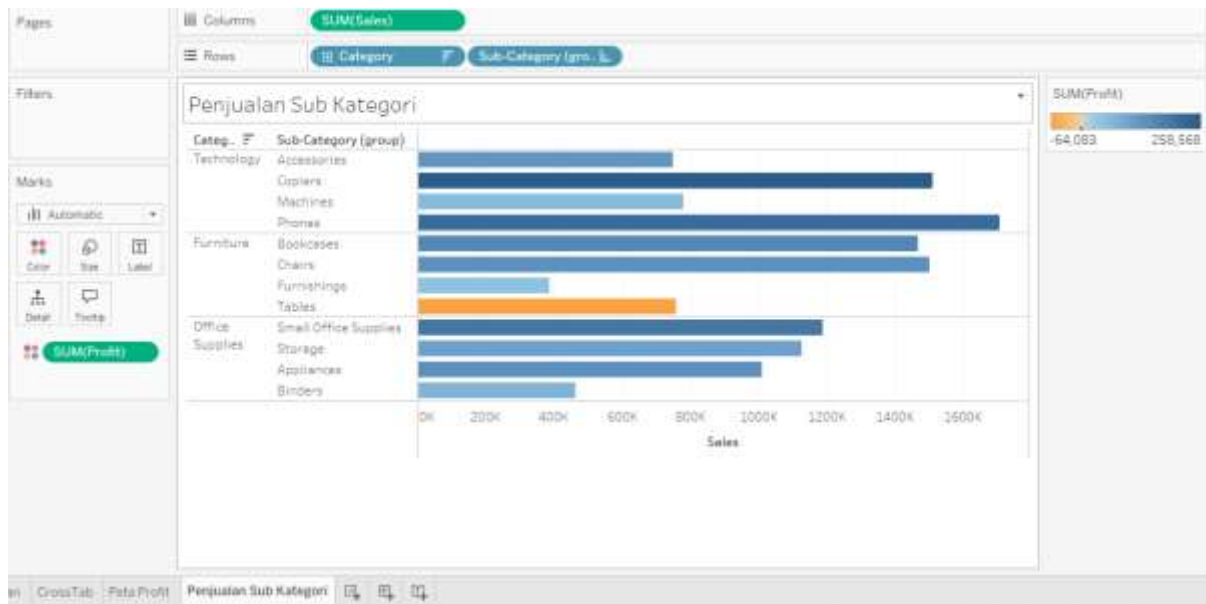 Pages
Columns
SUM(Sales)
Rows
Category
Sub-Category (gro..
Filters
Penjualan Sub Kategori
SUM(Profit)
-64,083 258,568
Categ.. Sub-Category (group)
Technology Accessories
Copiers
Machines
Phones
Furniture Bookcases
Chairs
Furnishings
Tables
Office Supplies
Small Office Supplies
Storage
Appliances
Binders
0K 200K 400K 600K 800K 1000K 1200K 1400K 1600K
Sales
Marks
Automatic
Color Size Label
Detail Tooltip
SUM(Profit)
CrossTab Peta Profit Penjualan Sub Kategori